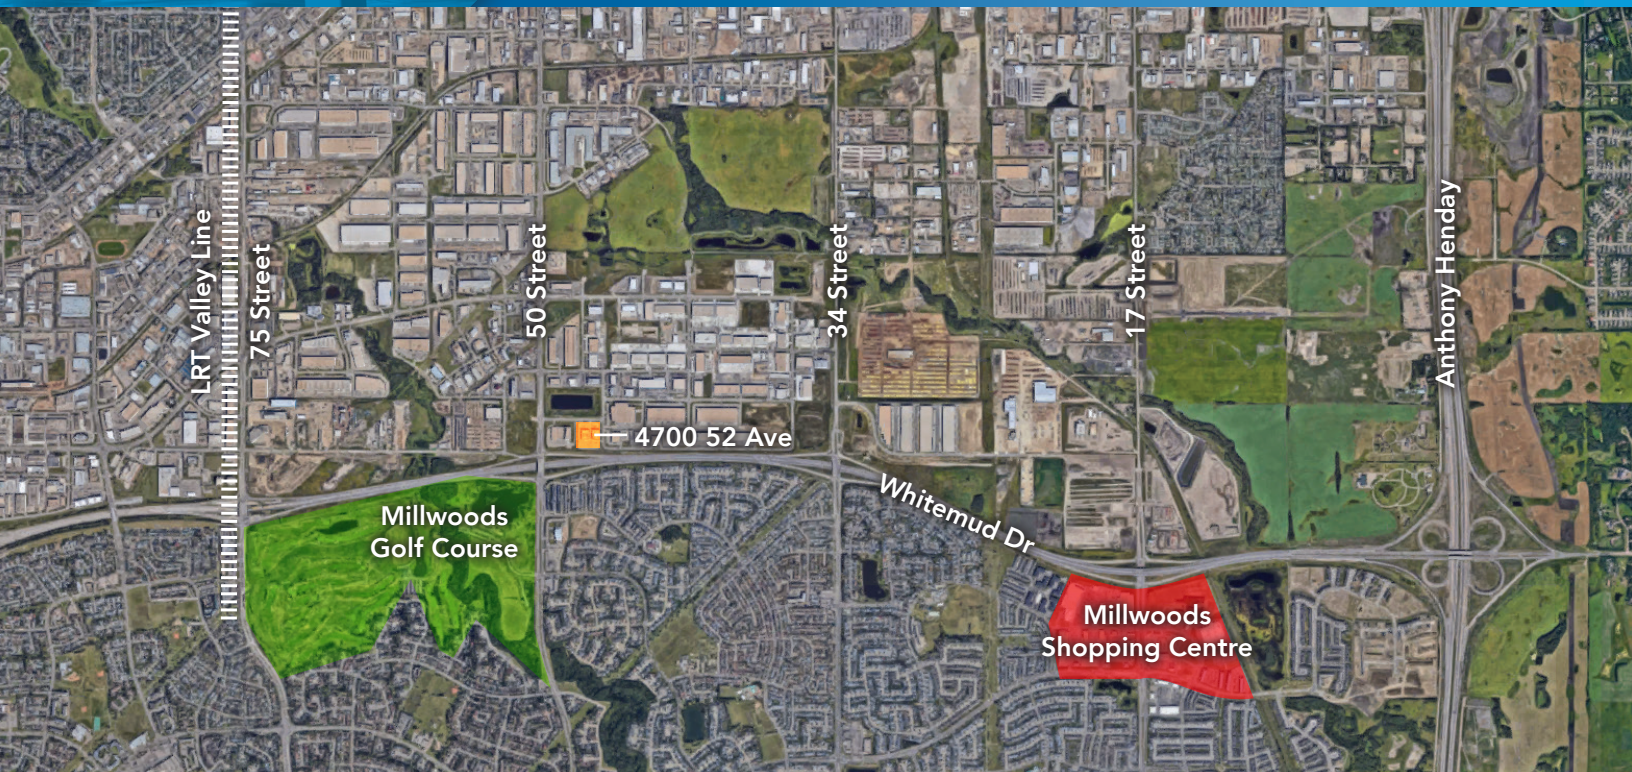 LRT Valley Line
75 Street
50 Street
34 Street
17 Street
Anthony Henday
4700 52 Ave
Whitemud Dr
Millwoods
Golf Course
Millwoods
Shopping Centre